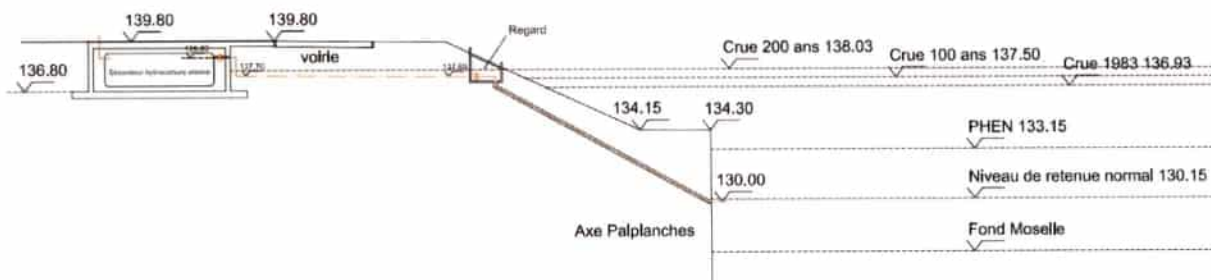 139.80
139.80
Regard
voirie
Crue 200 ans 138.03
Crue 100 ans 137.50
Crue 1983 136.93
136.80
137.70
134.15
134.30
PHEN 133.15
130.00
Niveau de retenue normal 130.15
Axe Palplanches
Fond Moselle